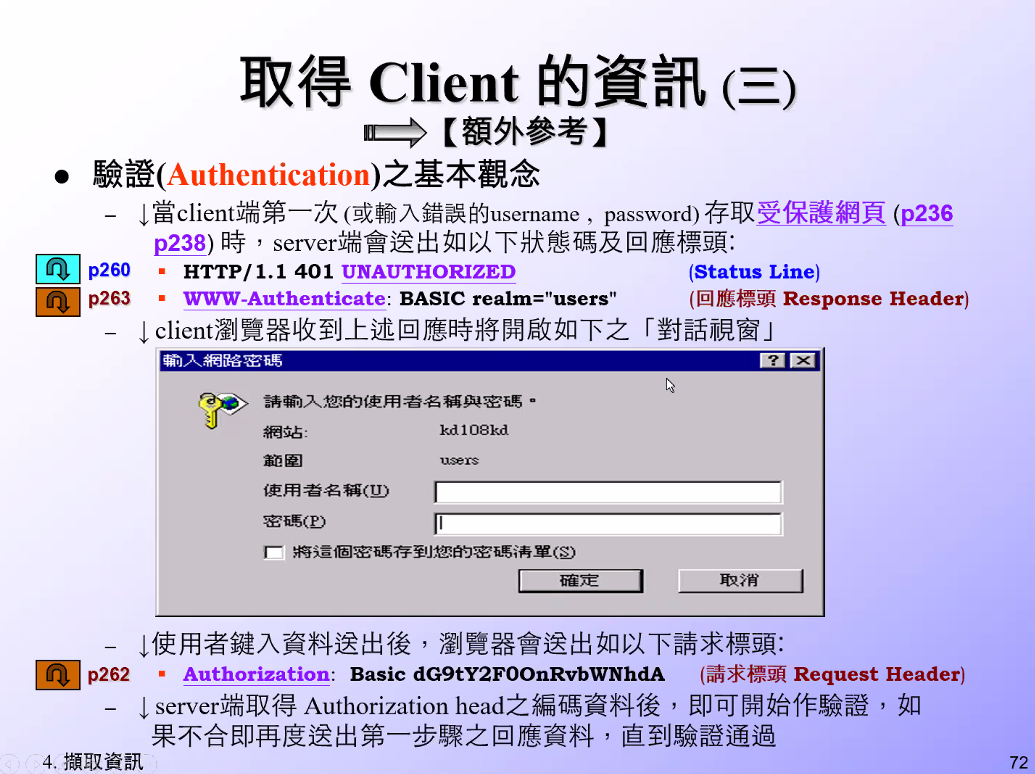 取得 Client 的資訊 (三)
【額外參考】
● 驗證(Authentication)之基本觀念
– ↓當client端第一次 (或輸入錯誤的username , password) 存取受保護網頁 (p236
p238) 時，server端會送出如以下狀態碼及回應標頭:
p260 ▪ HTTP/1.1 401 UNAUTHORIZED (Status Line)
p263 ▪ WWW-Authenticate: BASIC realm="users" (回應標頭 Response Header)
– ↓ client瀏覽器收到上述回應時將開啟如下之「對話視窗」
輸入網路密碼
請輸入您的使用者名稱與密碼。
網站: kd108kd
範圍 users
使用者名稱(U)
密碼(P)
將這個密碼存到您的密碼清單(S)
確定 取消
– ↓使用者鍵入資料送出後，瀏覽器會送出如以下請求標頭:
p262 ▪ Authorization: Basic dG9tY2F0OnRvbWNhdA (請求標頭 Request Header)
– ↓ server端取得 Authorization head之編碼資料後，即可開始作驗證，如
果不合即再度送出第一步驟之回應資料，直到驗證通過
4. 擷取資訊 72